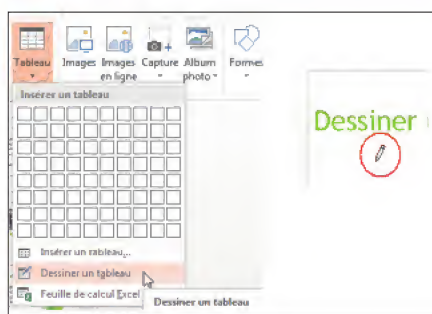 Tableau
Images
Images
en ligne
Capture
Album
photo
Formes
Insérer un tableau
Insérer un tableau...
Dessiner un tableau
Feuille de calcul Excel
Dessiner un tableau
Dessiner